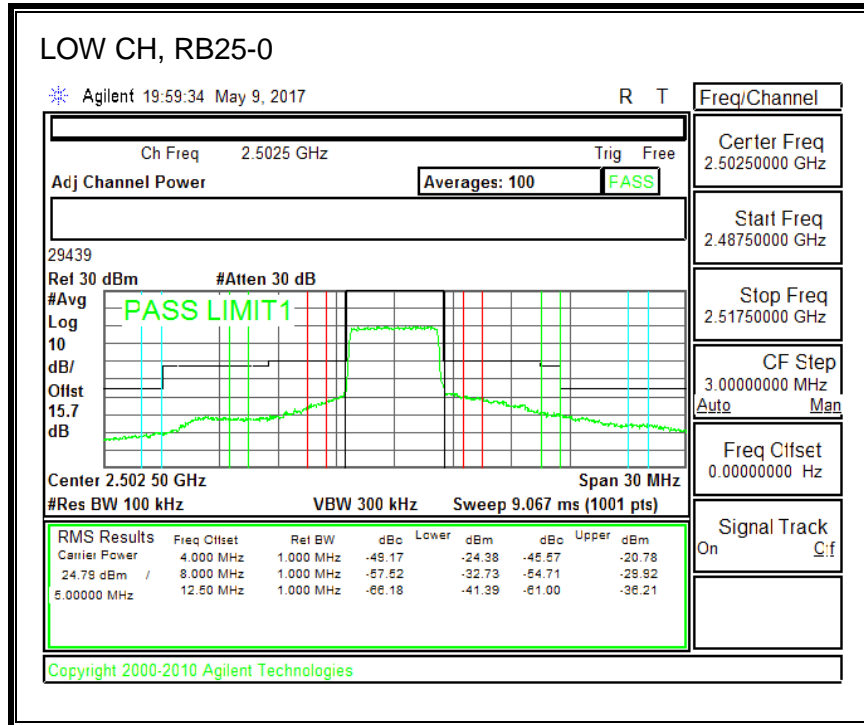 LOW CH, RB25-0
Agilent 19:59:34 May 9, 2017 R T
Freq/Channel
Ch Freq 2.5025 GHz Trig Free
Adj Channel Power Averages: 100 PASS
Center Freq
2.50250000 GHz
Start Freq
2.48750000 GHz
Stop Freq
2.51750000 GHz
CF Step
3.00000000 MHz
Auto Man
Freq Offset
0.00000000 Hz
Signal Track
On Off
29439
Ref 30 dBm #Atten 30 dB
#Avg
Log
10
dB/
Offst
15.7
dB
PASS LIMIT1
Center 2.502 50 GHz Span 30 MHz
#Res BW 100 kHz VBW 300 kHz Sweep 9.067 ms (1001 pts)
RMS Results Freq Offset Ref BW dBc Lower dBm dBc Upper dBm
Carrier Power 4.000 MHz 1.000 MHz -49.17 -24.38 -45.57 -20.78
24.79 dBm / 8.000 MHz 1.000 MHz -57.52 -32.73 -54.71 -29.92
5.00000 MHz 12.50 MHz 1.000 MHz -66.18 -41.39 -61.00 -36.21
Copyright 2000-2010 Agilent Technologies